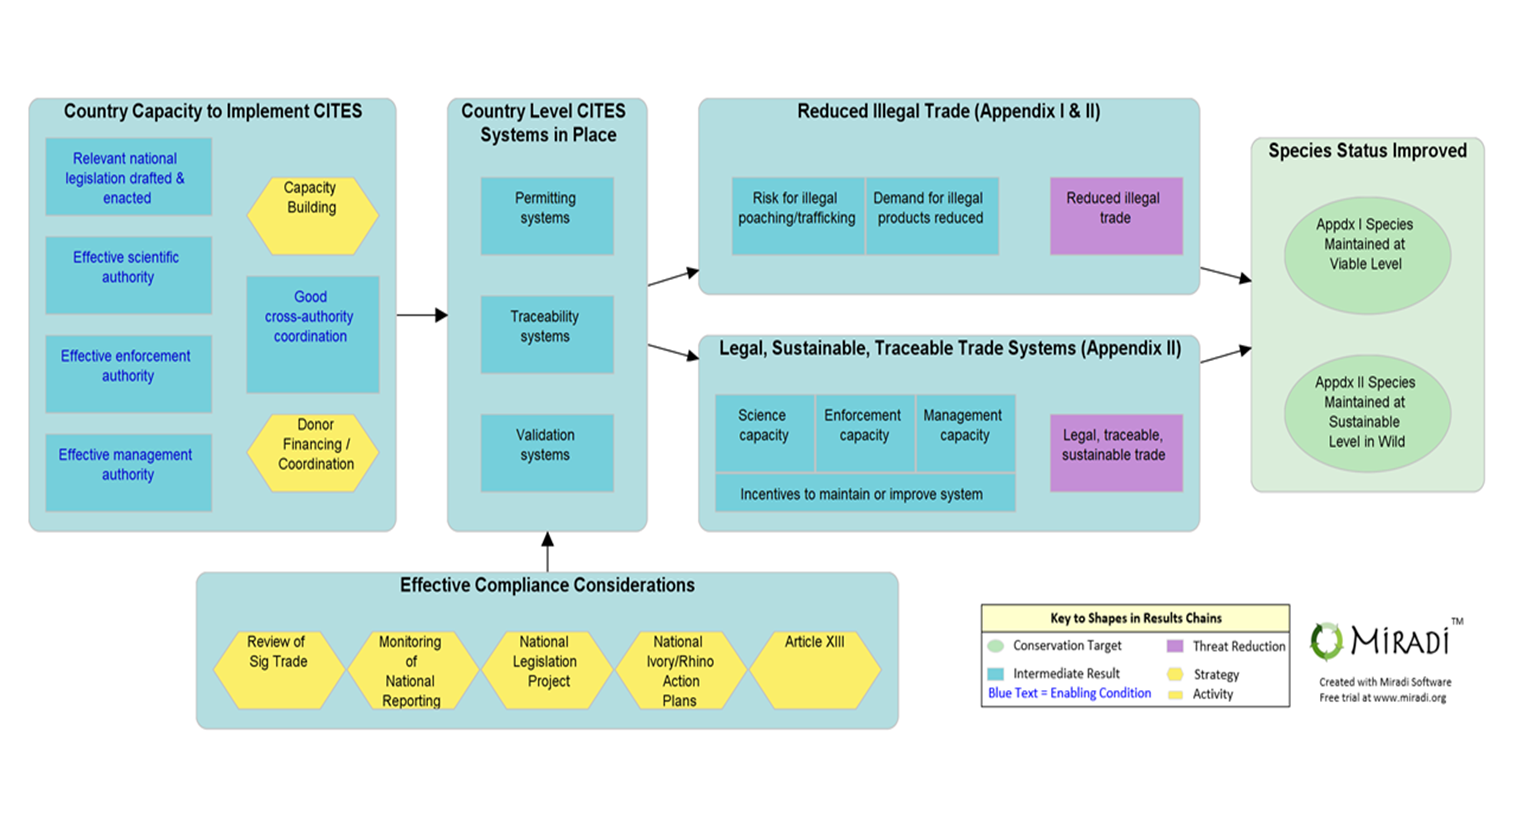 Country Capacity to Implement CITES
Relevant national
legislation drafted &
enacted
Effective scientific
authority
Effective enforcement
authority
Effective management
authority
Capacity
Building
Good
cross-authority
coordination
Donor
Financing /
Coordination
Country Level CITES
Systems in Place
Permitting
systems
Traceability
systems
Validation
systems
Reduced Illegal Trade (Appendix I & II)
Risk for illegal
poaching/trafficking
Demand for illegal
products reduced
Reduced illegal
trade
Legal, Sustainable, Traceable Trade Systems (Appendix II)
Science
capacity
Enforcement
capacity
Management
capacity
Incentives to maintain or improve system
Legal, traceable,
sustainable trade
Species Status Improved
Appdx I Species
Maintained at
Viable Level
Appdx II Species
Maintained at
Sustainable
Level in Wild
Effective Compliance Considerations
Review of
Sig Trade
Monitoring
of
National
Reporting
National
Legislation
Project
National
Ivory/Rhino
Action
Plans
Article XIII
Key to Shapes in Results Chains
Conservation Target
Threat Reduction
Intermediate Result
Strategy
Blue Text = Enabling Condition
Activity
MiRADi™
Created with Miradi Software
Free trial at www.miradi.org